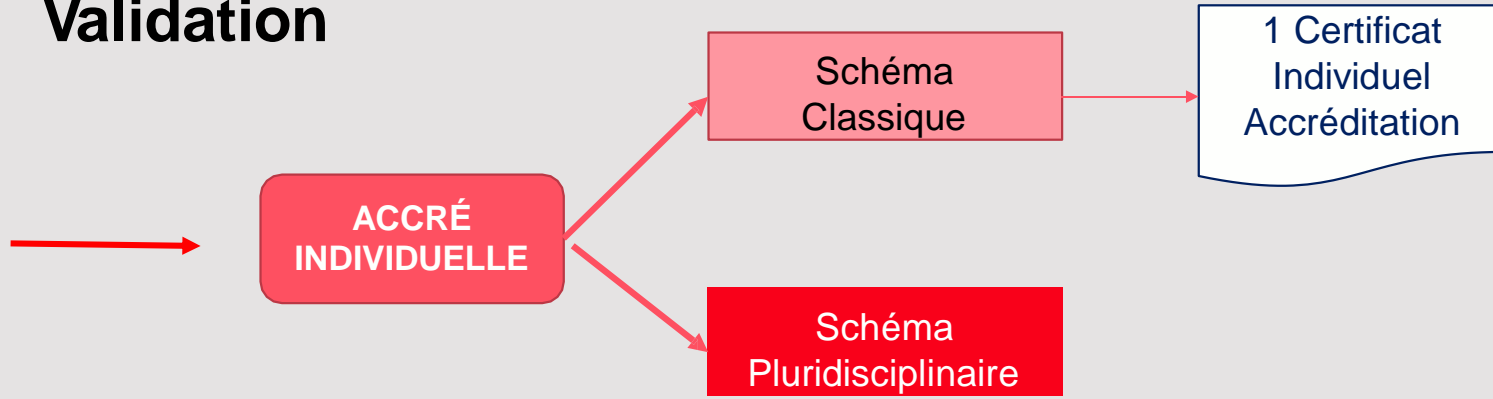 Validation
Schéma
Classique
1 Certificat
Individuel
Accréditation
ACCRÉ
INDIVIDUELLE
Schéma
Pluridisciplinaire